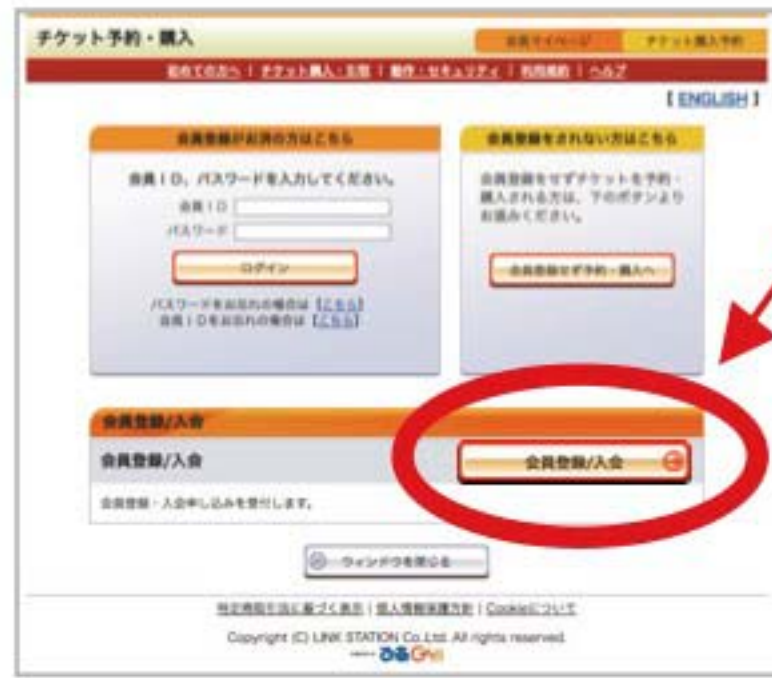 チケット予約・購入
会員マイページ チケット購入予約
初めての方へ | チケット購入・引取 | 動作・セキュリティ | 利用規約 | ヘルプ
[ ENGLISH ]
会員登録がお済の方はこちら
会員ID、パスワードを入力してください。
会員ID
パスワード
ログイン
パスワードをお忘れの場合は【こちら】
会員IDをお忘れの場合は【こちら】
会員登録をされない方はこちら
会員登録をせずチケットを予約・
購入される方は、下のボタンより
お進みください。
会員登録せず予約・購入へ
会員登録/入会
会員登録/入会
会員登録/入会
会員登録・入会申し込みを受付します。
ウィンドウを閉じる
特定商取引法に基づく表示 | 個人情報保護方針 | Cookieについて
Copyright (C) LINK STATION Co.,Ltd. All rights reserved.